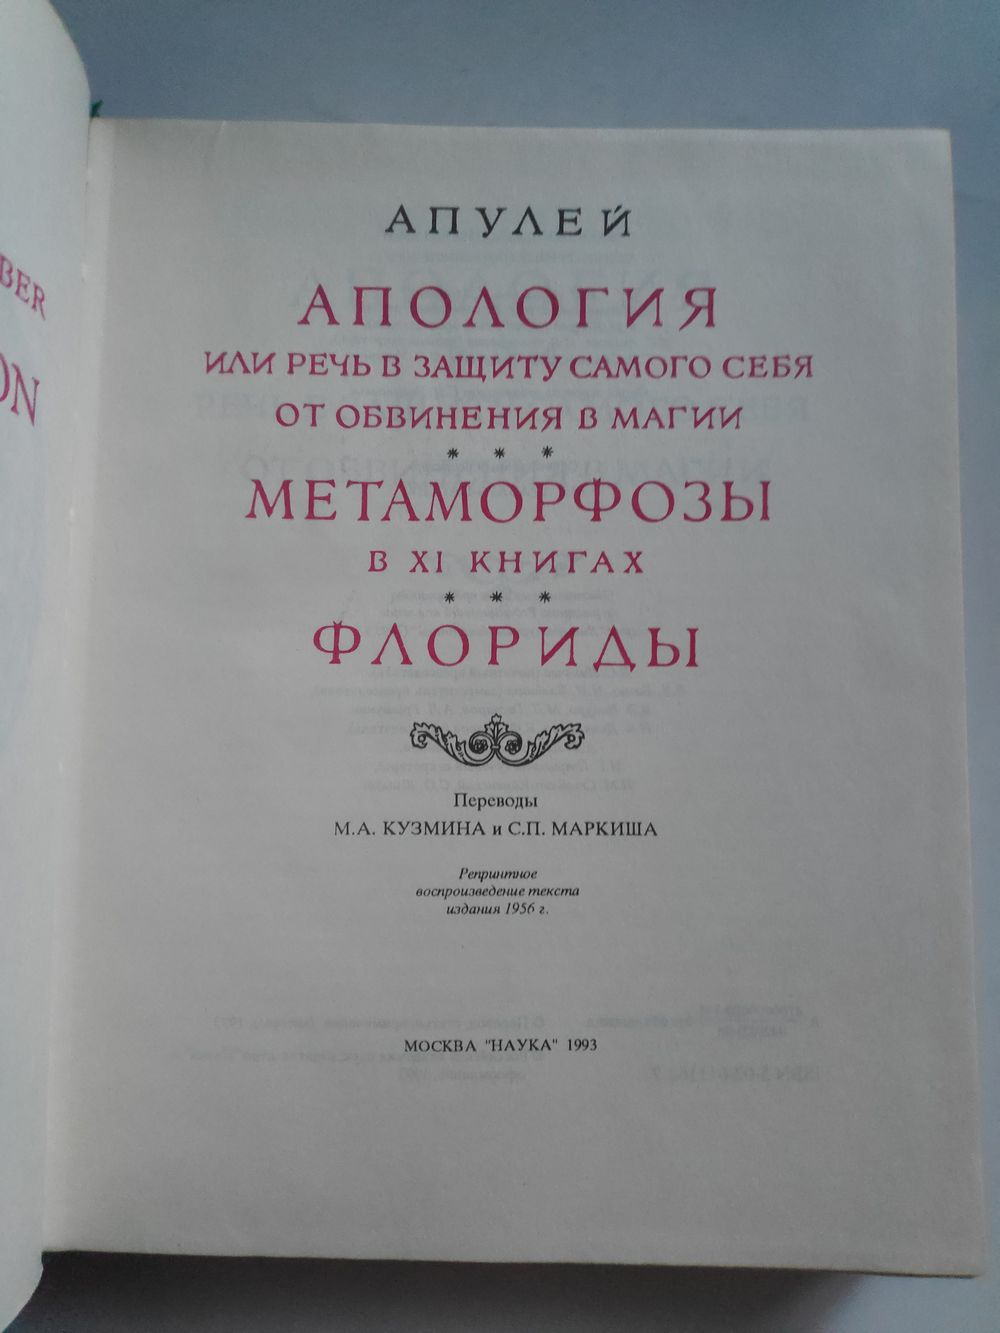 BER
ON
АПУЛЕЙ
АПОЛОГИЯ
ИЛИ РЕЧЬ В ЗАЩИТУ САМОГО СЕБЯ
ОТ ОБВИНЕНИЯ В МАГИИ
* * *
МЕТАМОРФОЗЫ
В XI КНИГАХ
* * *
ФЛОРИДЫ
Переводы
М.А. КУЗМИНА и С.П. МАРКИША
Репринтное
воспроизведение текста
издания 1956 г.
МОСКВА "НАУКА" 1993